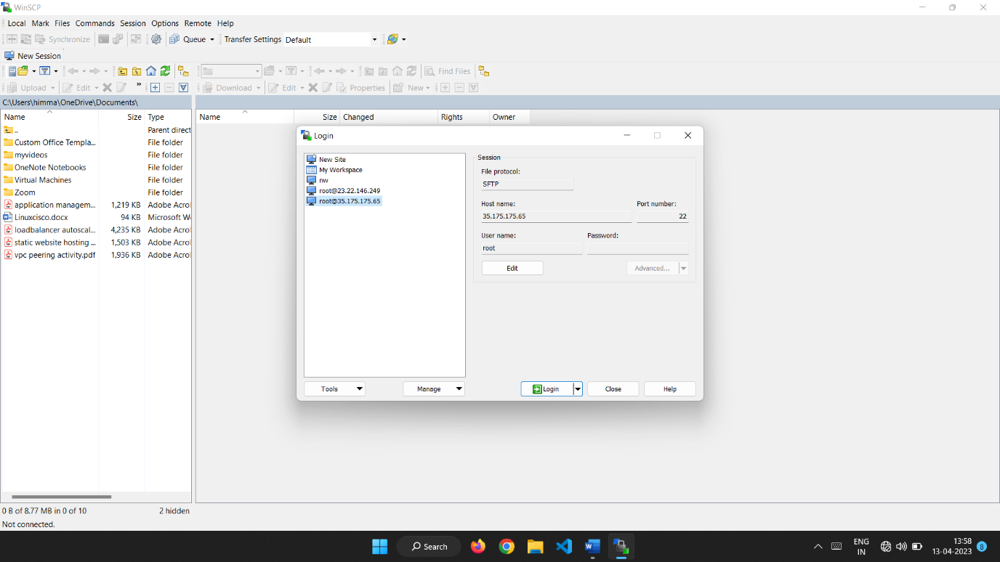 WinSCP
Local Mark Files Commands Session Options Remote Help
Synchronize Queue Transfer Settings Default
New Session
Find Files
Upload Edit » Download Edit Properties New
C:\Users\himma\OneDrive\Documents\
Name Size Type
Name Size Changed Rights Owner
.. Parent direct
Custom Office Templa... File folder
myvideos File folder
OneNote Notebooks File folder
Virtual Machines File folder
Zoom File folder
application managem... 1,219 KB Adobe Acrol
Linuxcisco.docx 94 KB Microsoft W
loadbalancer autoscal... 4,235 KB Adobe Acrol
static website hosting ... 1,503 KB Adobe Acrol
vpc peering activity.pdf 1,936 KB Adobe Acrol
Login
New Site
My Workspace
nw
root@23.22.146.249
root@35.175.175.65
Session
File protocol:
SFTP
Host name: Port number:
35.175.175.65 22
User name: Password:
root
Edit Advanced...
Tools Manage Login Close Help
0 B of 8.77 MB in 0 of 10 2 hidden
Not connected.
Search
ENG
IN
13:58
13-04-2023
8